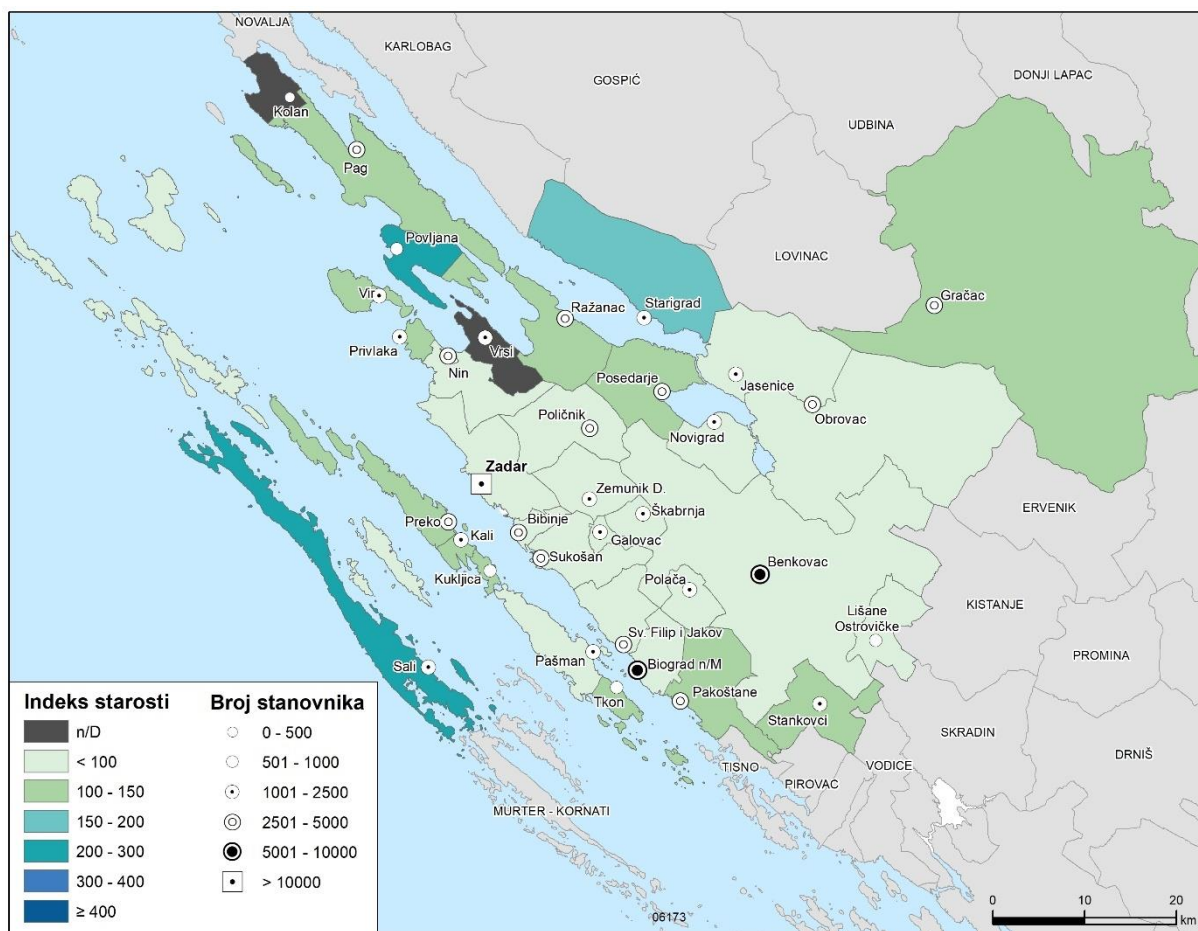 NOVALJA
KARLOBAG
GOSPIĆ
DONJI LAPAC
UDBINA
Kolan
Pag
Povljana
LOVINAC
Vir
Ražanac
Starigrad
Gračac
Privlaka
Vrsi
Nin
Posedarje
Jasenice
Obrovac
Poličnik
Novigrad
Zadar
Zemunik D.
Škabrnja
ERVENIK
Preko
Kali
Bibinje
Galovac
Sukošan
Benkovac
Kukljica
Polača
KISTANJE
Lišane
Ostrovičke
Sv. Filip i Jakov
PROMINA
Pašman
Biograd n/M
Sali
Tkon
Pakoštane
Stankovci
SKRADIN
DRNIŠ
TISNO
VODICE
PIROVAC
MURTER - KORNATI
Indeks starosti
n/D
< 100
100 - 150
150 - 200
200 - 300
300 - 400
≥ 400
Broj stanovnika
0 - 500
501 - 1000
1001 - 2500
2501 - 5000
5001 - 10000
> 10000
06173
0 10 20
km